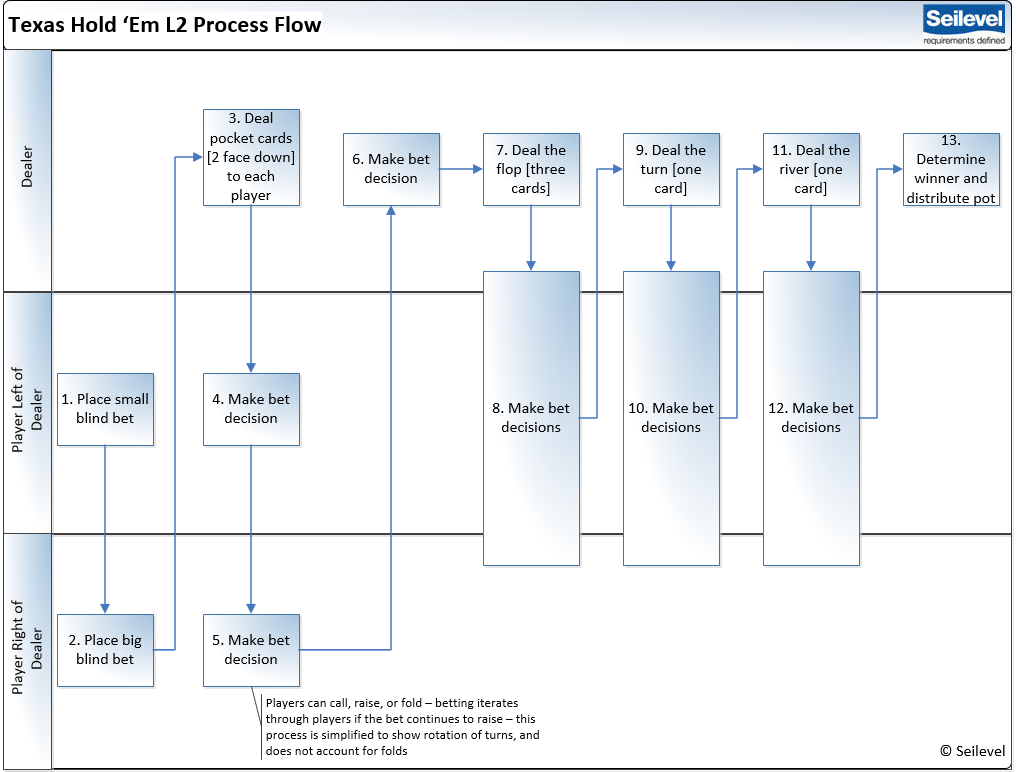 Texas Hold ‘Em L2 Process Flow
Seilevel
requirements defined
Dealer
3. Deal
pocket cards
[2 face down]
to each
player
6. Make bet
decision
7. Deal the
flop [three
cards]
9. Deal the
turn [one
card]
11. Deal the
river [one
card]
13.
Determine
winner and
distribute pot
Player Left of
Dealer
1. Place small
blind bet
4. Make bet
decision
8. Make bet
decisions
10. Make bet
decisions
12. Make bet
decisions
Player Right of
Dealer
2. Place big
blind bet
5. Make bet
decision
Players can call, raise, or fold – betting iterates
through players if the bet continues to raise – this
process is simplified to show rotation of turns, and
does not account for folds
© Seilevel